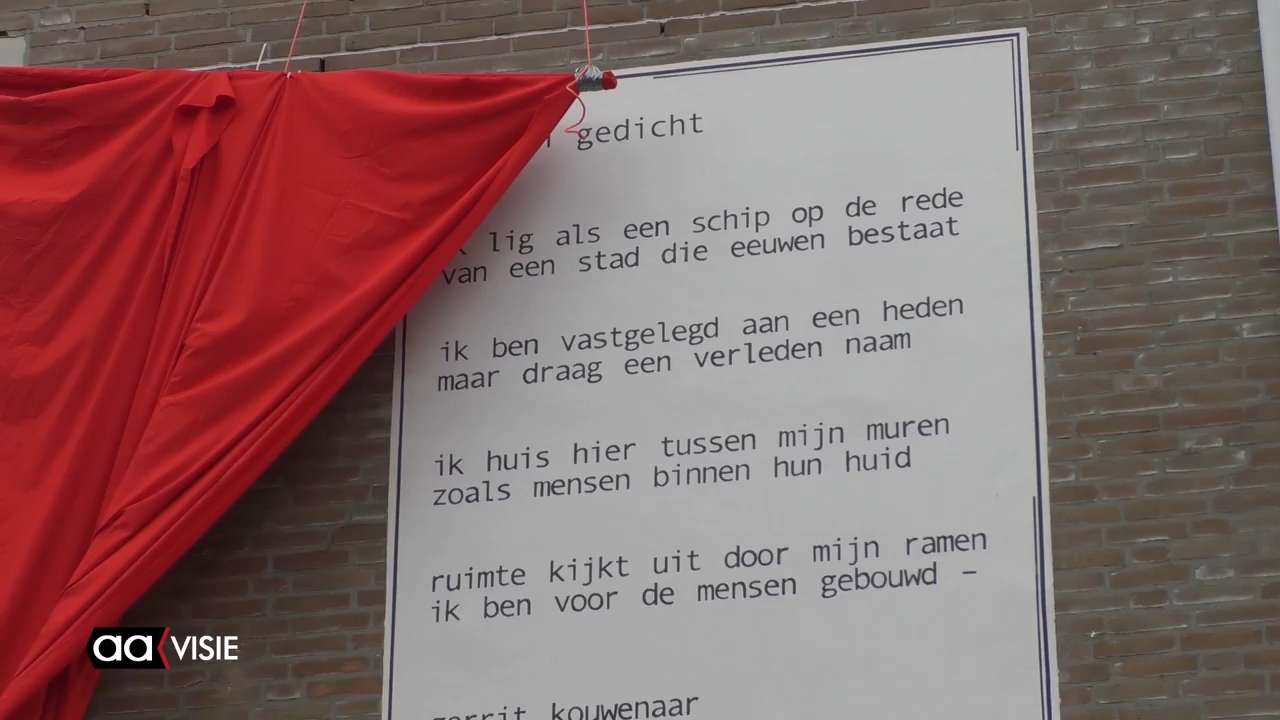 gedicht
lig als een schip op de rede
van een stad die eeuwen bestaat
ik ben vastgelegd aan een heden
maar draag een verleden naam
ik huis hier tussen mijn muren
zoals mensen binnen hun huid
ruimte kijkt uit door mijn ramen
ik ben voor de mensen gebouwd –
gerrit kouwenaar
aa VISIE